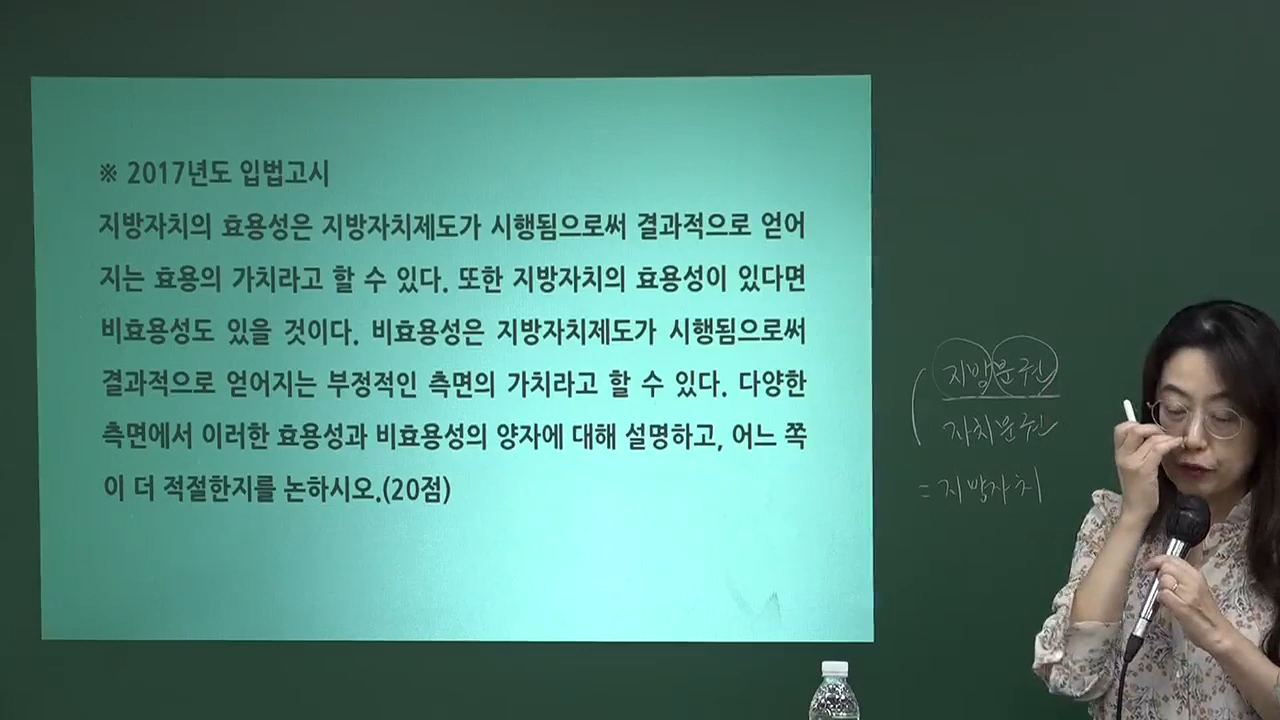 ※ 2017년도 입법고시
지방자치의 효용성은 지방자치제도가 시행됨으로써 결과적으로 얻어
지는 효용의 가치라고 할 수 있다. 또한 지방자치의 효용성이 있다면
비효용성도 있을 것이다. 비효용성은 지방자치제도가 시행됨으로써
결과적으로 얻어지는 부정적인 측면의 가치라고 할 수 있다. 다양한
측면에서 이러한 효용성과 비효용성의 양자에 대해 설명하고, 어느 쪽
이 더 적절한지를 논하시오.(20점)
지방분권
자치분권
= 지방자치